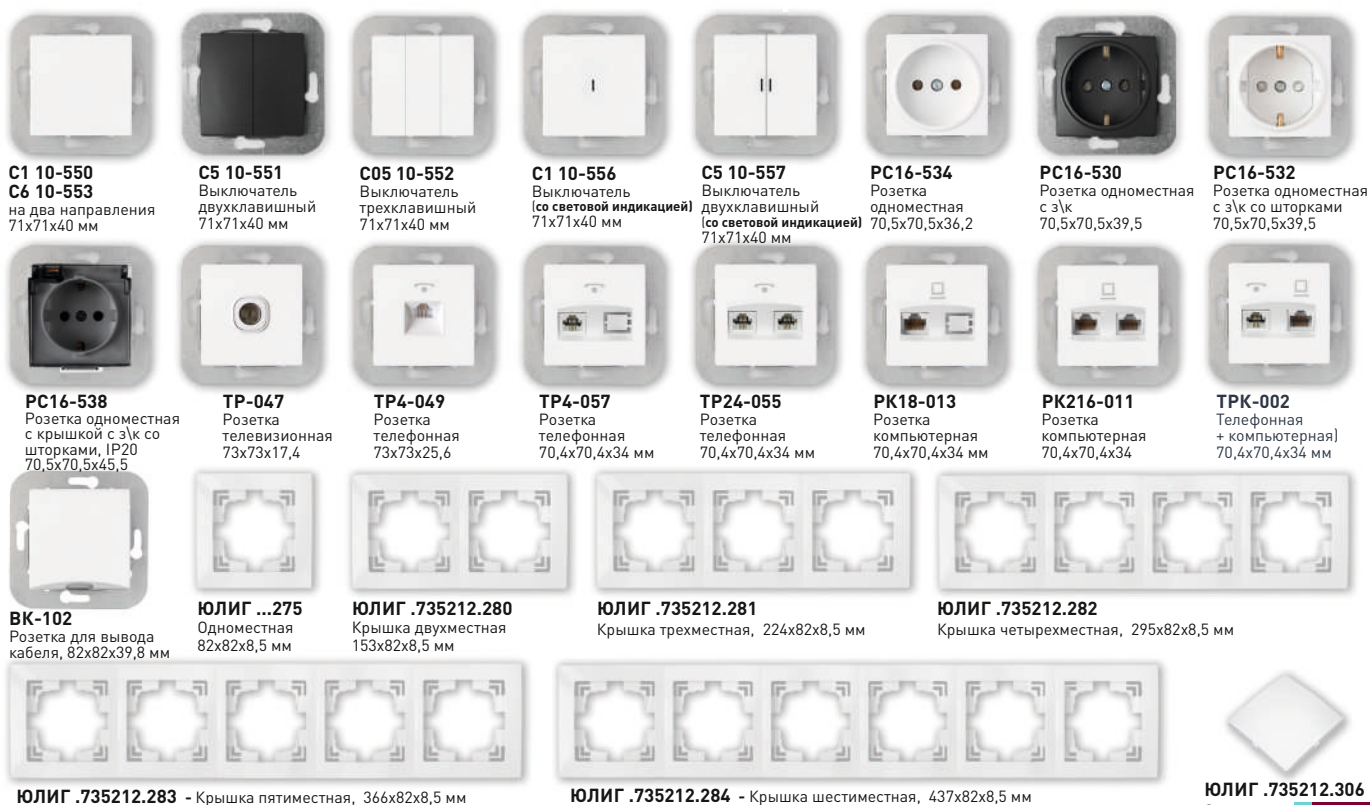 С1 10-550
С6 10-553
на два направления
71х71х40 мм
С5 10-551
Выключатель
двухклавишный
71х71х40 мм
С05 10-552
Выключатель
трехклавишный
71х71х40 мм
С1 10-556
Выключатель
(со световой индикацией)
71х71х40 мм
С5 10-557
Выключатель
двухклавишный
(со световой индикацией)
71х71х40 мм
РС16-534
Розетка
одноместная
70,5х70,5х36,2
РС16-530
Розетка одноместная
с з\к
70,5х70,5х39,5
РС16-532
Розетка одноместная
с з\к со шторками
70,5х70,5х39,5
РС16-538
Розетка одноместная
с крышкой с з\к со
шторками, IP20
70,5х70,5х45,5
ТР-047
Розетка
телевизионная
73х73х17,4
ТР4-049
Розетка
телефонная
73х73х25,6
ТР4-057
Розетка
телефонная
70,4х70,4х34 мм
ТР24-055
Розетка
телефонная
70,4х70,4х34 мм
РК18-013
Розетка
компьютерная
70,4х70,4х34 мм
РК216-011
Розетка
компьютерная
70,4х70,4х34
ТРК-002
Телефонная
+ компьютерная)
70,4х70,4х34 мм
ВК-102
Розетка для вывода
кабеля, 82х82х39,8 мм
ЮЛИГ ...275
Одноместная
82х82х8,5 мм
ЮЛИГ .735212.280
Крышка двухместная
153х82х8,5 мм
ЮЛИГ .735212.281
Крышка трехместная, 224х82х8,5 мм
ЮЛИГ .735212.282
Крышка четырехместная, 295х82х8,5 мм
ЮЛИГ .735212.283 - Крышка пятиместная, 366х82х8,5 мм
ЮЛИГ .735212.284 - Крышка шестиместная, 437х82х8,5 мм
ЮЛИГ .735212.306